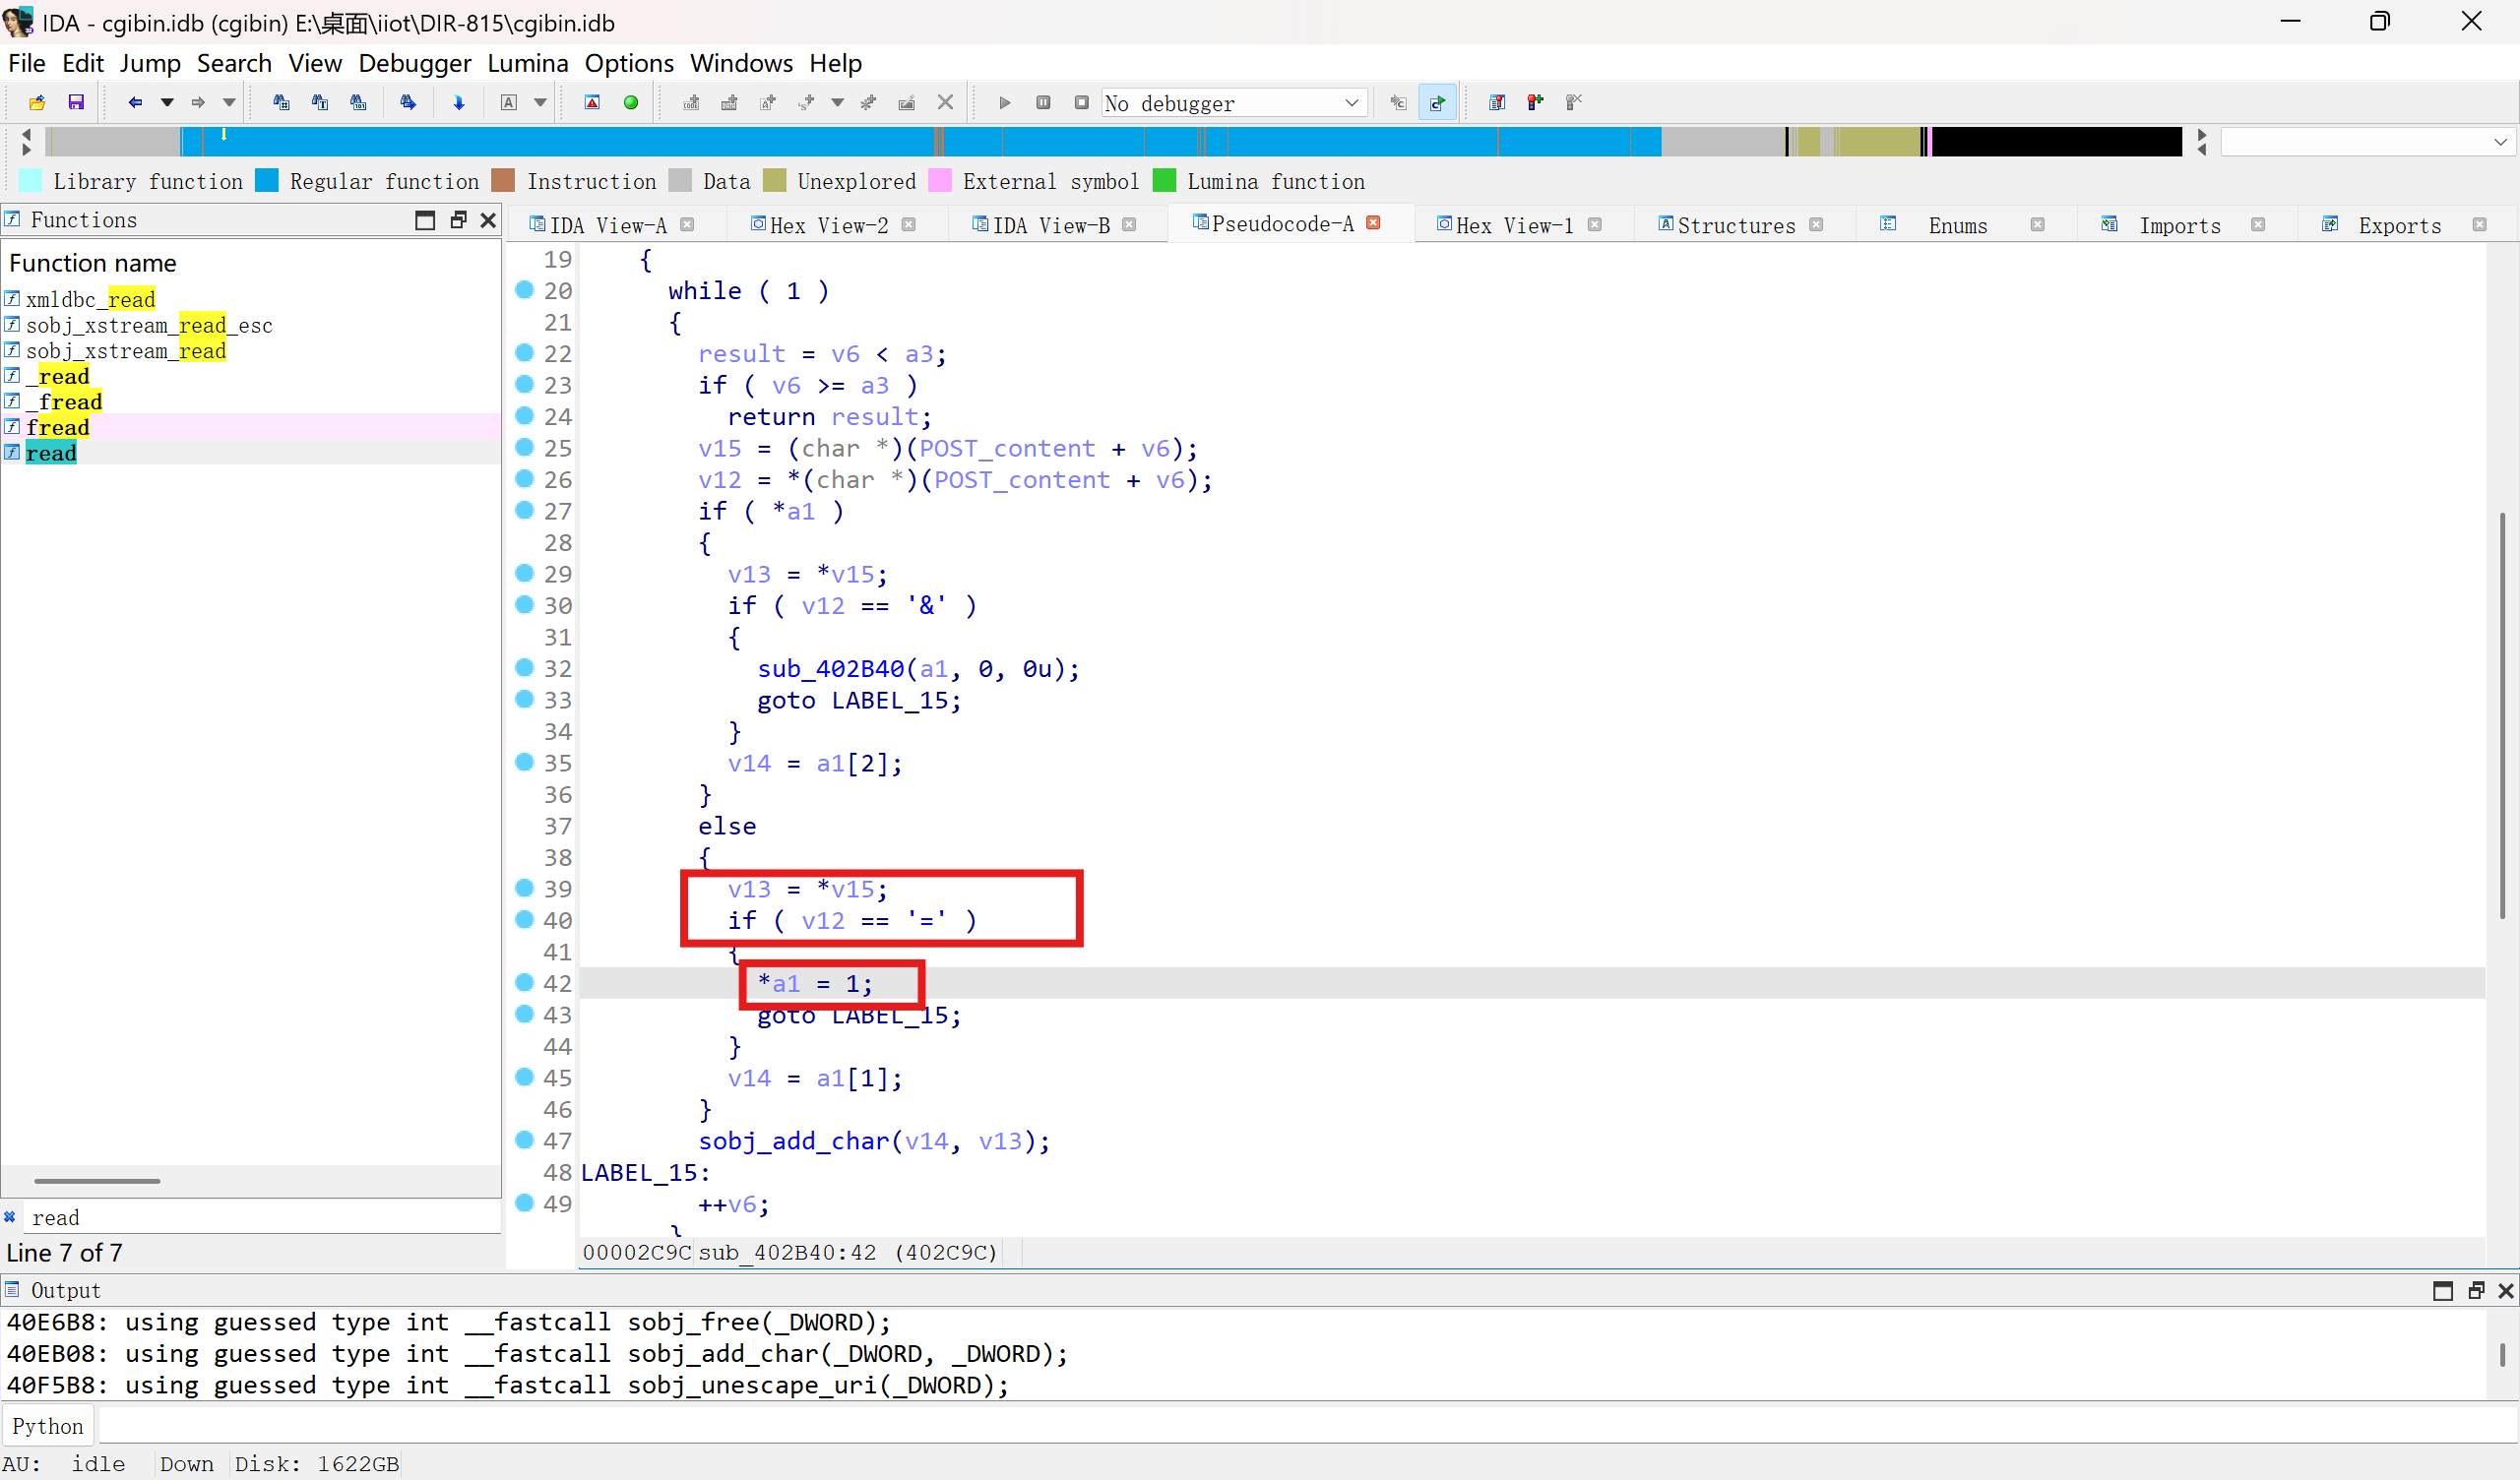 IDA - cgibin.idb (cgibin) E:\桌面\iiot\DIR-815\cgibin.idb
File Edit Jump Search View Debugger Lumina Options Windows Help
No debugger
Library function Regular function Instruction Data Unexplored External symbol Lumina function
Functions
IDA View-A Hex View-2 IDA View-B Pseudocode-A Hex View-1 Structures Enums Imports Exports
Function name
xmldbc_read
sobj_xstream_read_esc
sobj_xstream_read
_read
_fread
fread
read
read
Line 7 of 7
19 {
20 while ( 1 )
21 {
22 result = v6 < a3;
23 if ( v6 >= a3 )
24 return result;
25 v15 = (char *)(POST_content + v6);
26 v12 = *(char *)(POST_content + v6);
27 if ( *a1 )
28 {
29 v13 = *v15;
30 if ( v12 == '&' )
31 {
32 sub_402B40(a1, 0, 0u);
33 goto LABEL_15;
34 }
35 v14 = a1[2];
36 }
37 else
38 {
39 v13 = *v15;
40 if ( v12 == '=' )
41 {
42 *a1 = 1;
43 goto LABEL_15;
44 }
45 v14 = a1[1];
46 }
47 sobj_add_char(v14, v13);
48 LABEL_15:
49 ++v6;
}
00002C9C sub_402B40:42 (402C9C)
Output
40E6B8: using guessed type int __fastcall sobj_free(_DWORD);
40EB08: using guessed type int __fastcall sobj_add_char(_DWORD, _DWORD);
40F5B8: using guessed type int __fastcall sobj_unescape_uri(_DWORD);
Python
AU: idle Down Disk: 1622GB